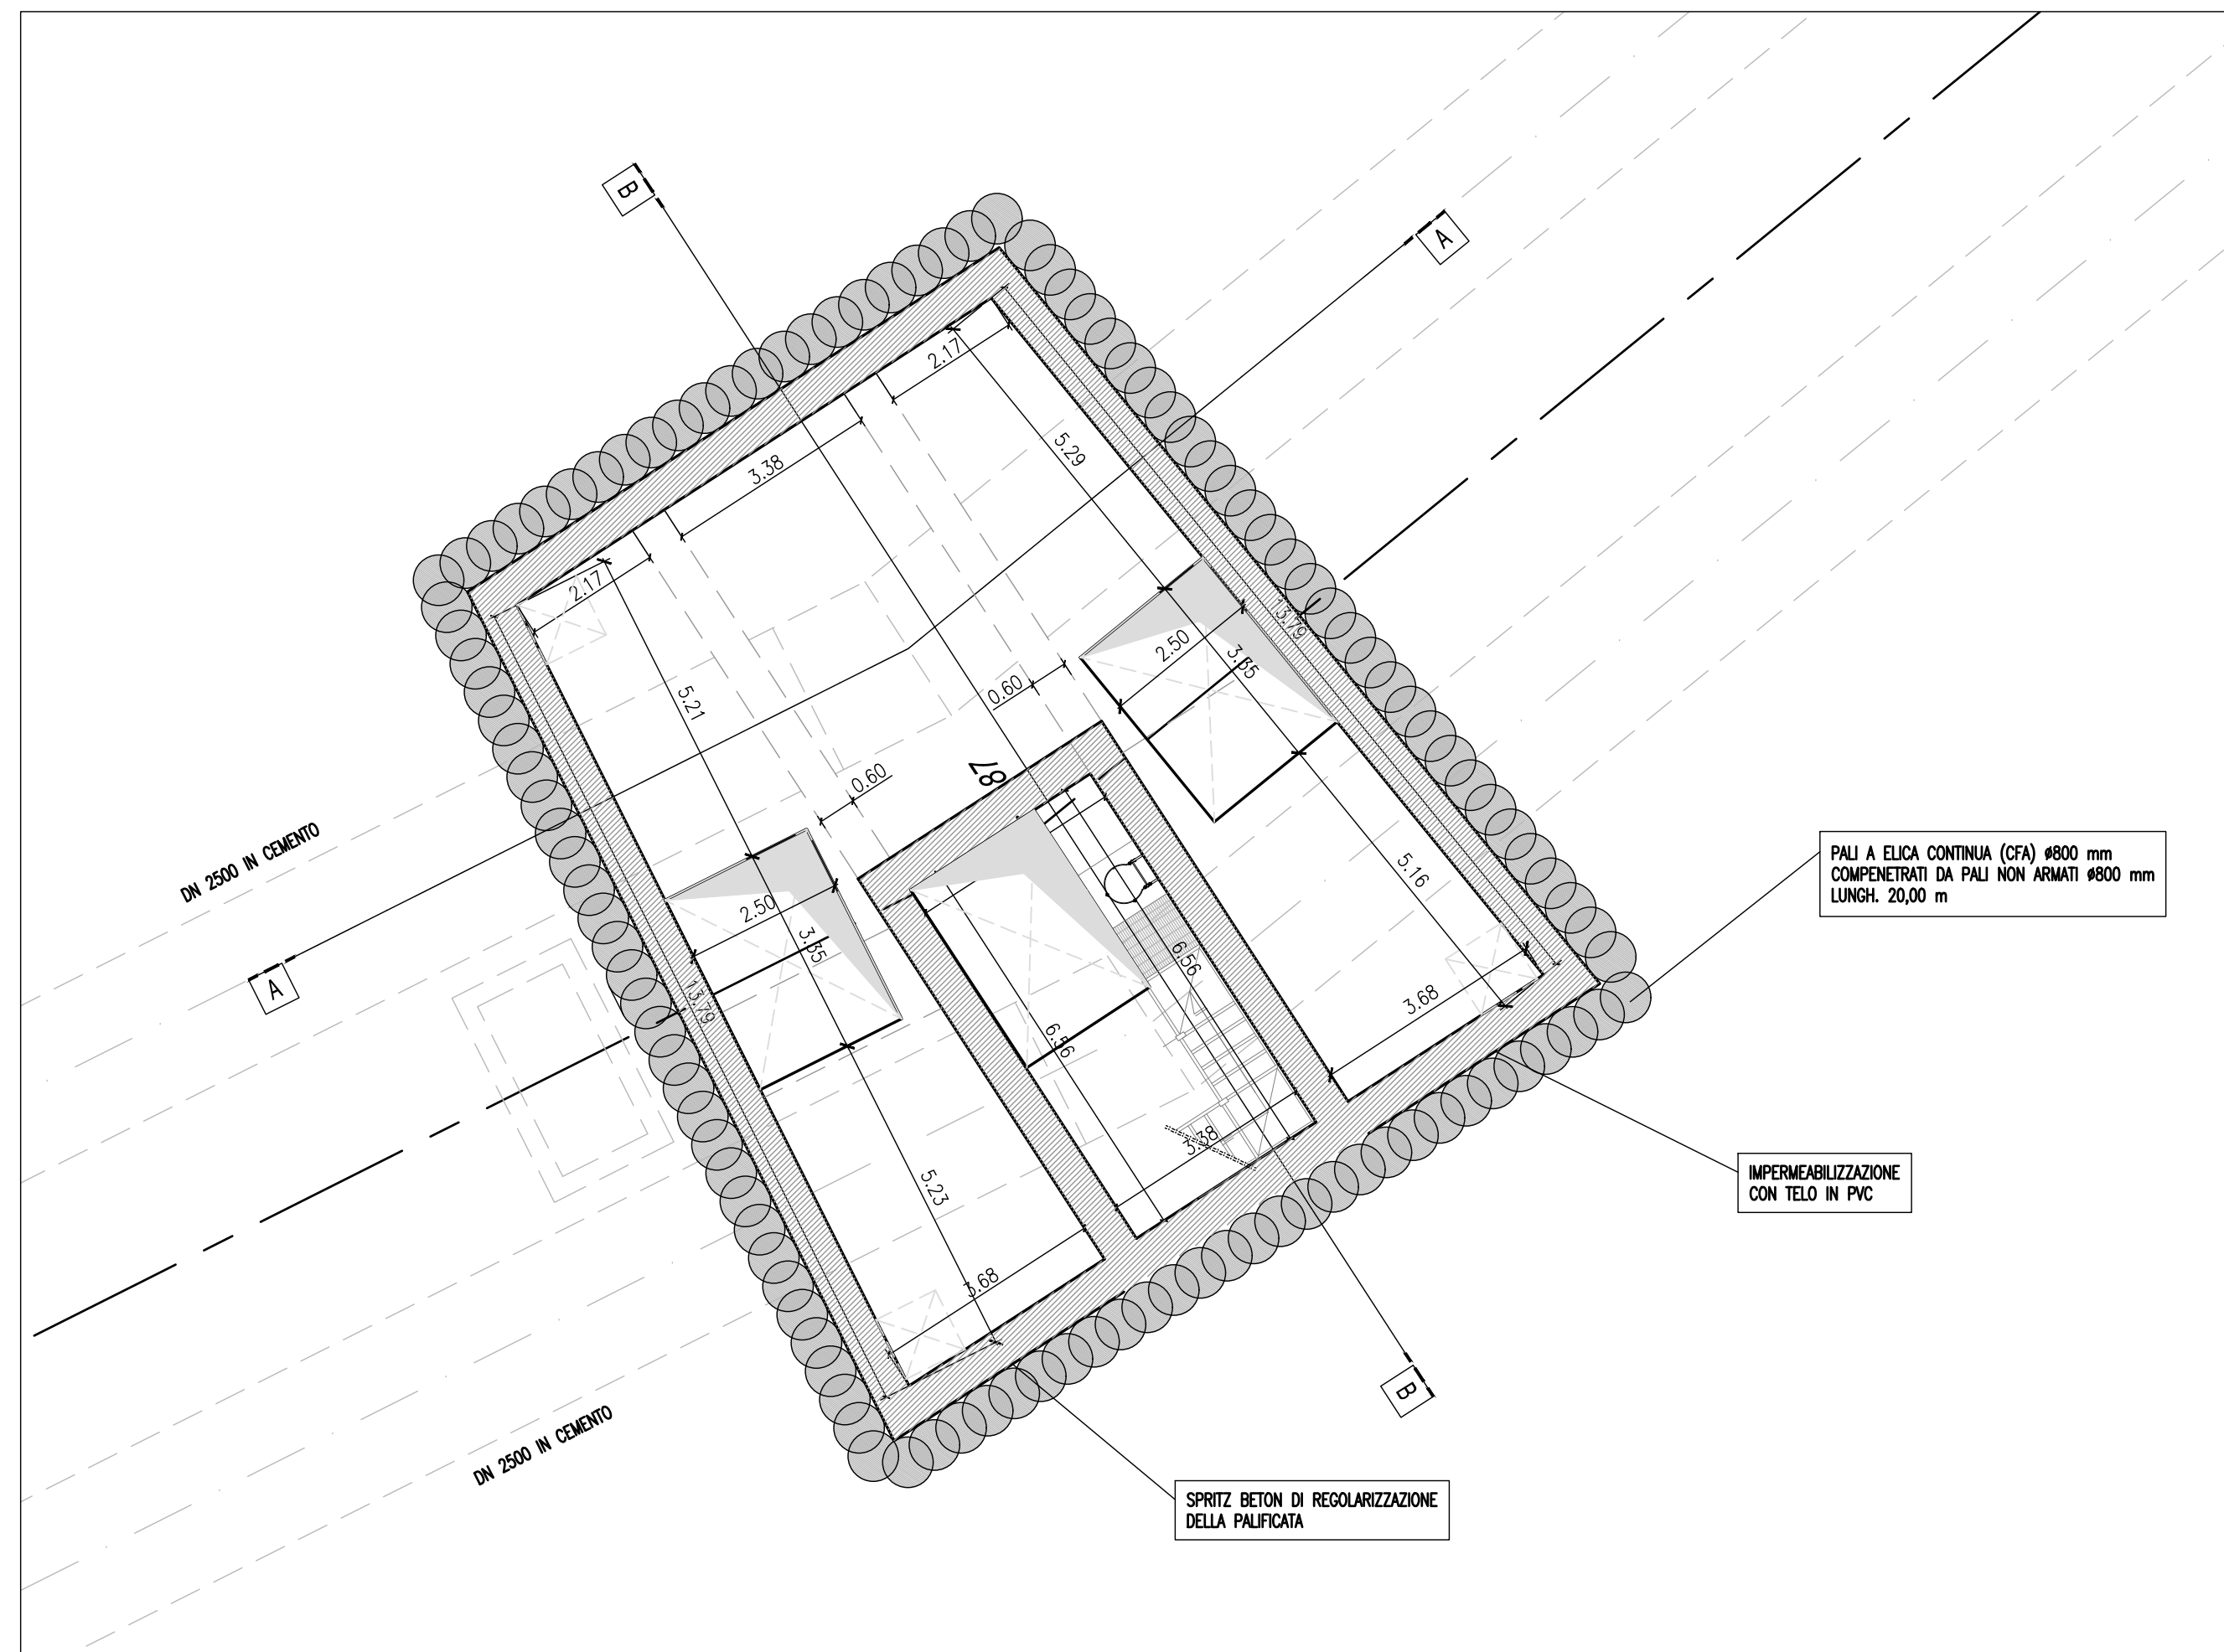 B
A
2.17
5.29
3.38
2.17
13.79
2.50
3.35
5.21
0.60
87
0.60
DN 2500 IN CEMENTO
PALI A ELICA CONTINUA (CFA) ø800 mm
COMPENETRATI DA PALI NON ARMATI ø800 mm
LUNGH. 20,00 m
5.16
2.50
3.35
6.56
A
13.79
3.68
6.56
3.38
IMPERMEABILIZZAZIONE
CON TELO IN PVC
5.23
3.68
B
DN 2500 IN CEMENTO
SPRITZ BETON DI REGOLARIZZAZIONE
DELLA PALIFICATA